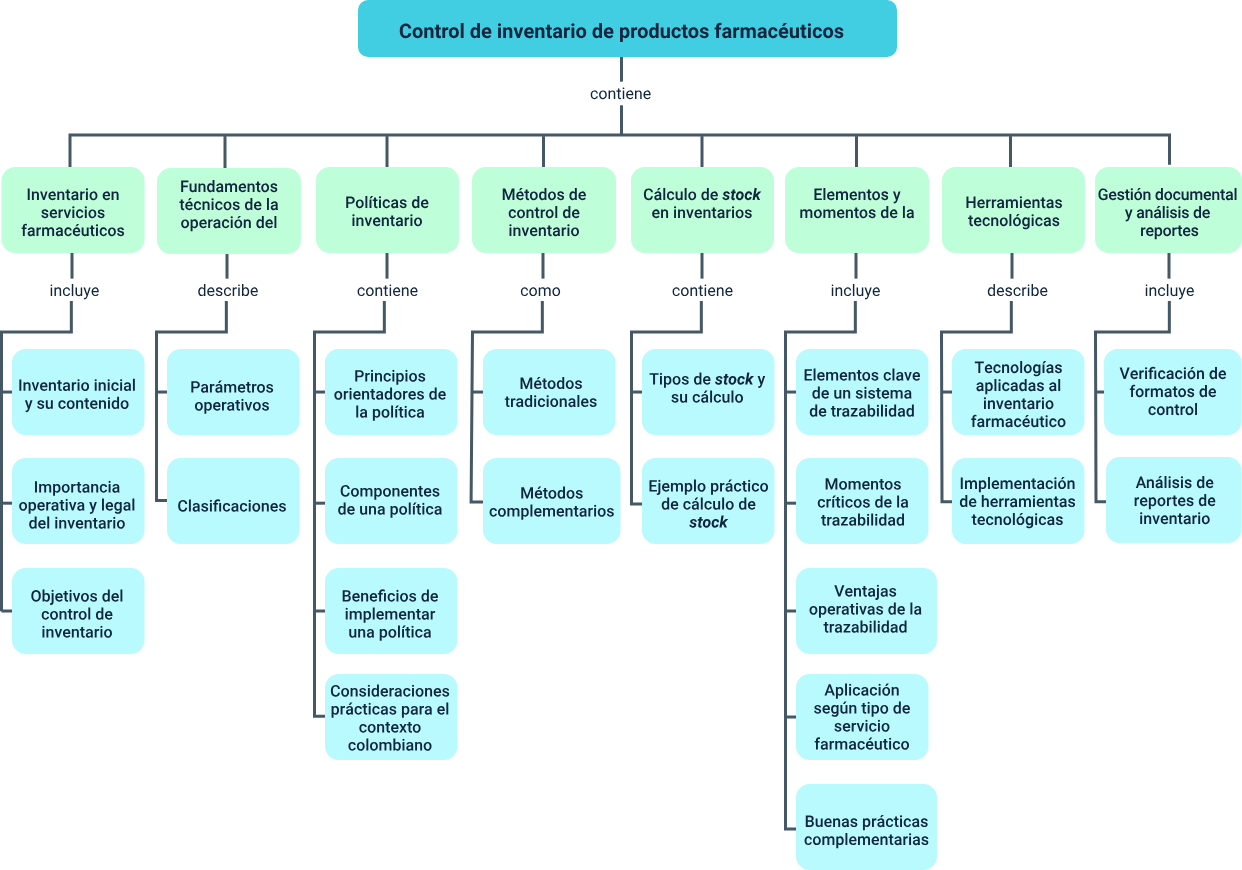 Control de inventario de productos farmacéuticos
contiene
Inventario en
servicios
farmacéuticos
incluye
Inventario inicial
y su contenido
Importancia
operativa y legal
del inventario
Objetivos del
control de
inventario
Fundamentos
técnicos de la
operación del
describe
Parámetros
operativos
Clasificaciones
Políticas de
inventario
contiene
Principios
orientadores de
la política
Componentes
de una política
Beneficios de
implementar
una política
Consideraciones
prácticas para el
contexto
colombiano
Métodos de
control de
inventario
como
Métodos
tradicionales
Métodos
complementarios
Cálculo de stock
en inventarios
contiene
Tipos de stock y
su cálculo
Ejemplo práctico
de cálculo de
stock
Elementos y
momentos de la
incluye
Elementos clave
de un sistema
de trazabilidad
Momentos
críticos de la
trazabilidad
Ventajas
operativas de la
trazabilidad
Aplicación
según tipo de
servicio
farmacéutico
Buenas prácticas
complementarias
Herramientas
tecnológicas
describe
Tecnologías
aplicadas al
inventario
farmacéutico
Implementación
de herramientas
tecnológicas
Gestión documental
y análisis de
reportes
incluye
Verificación de
formatos de
control
Análisis de
reportes de
inventario